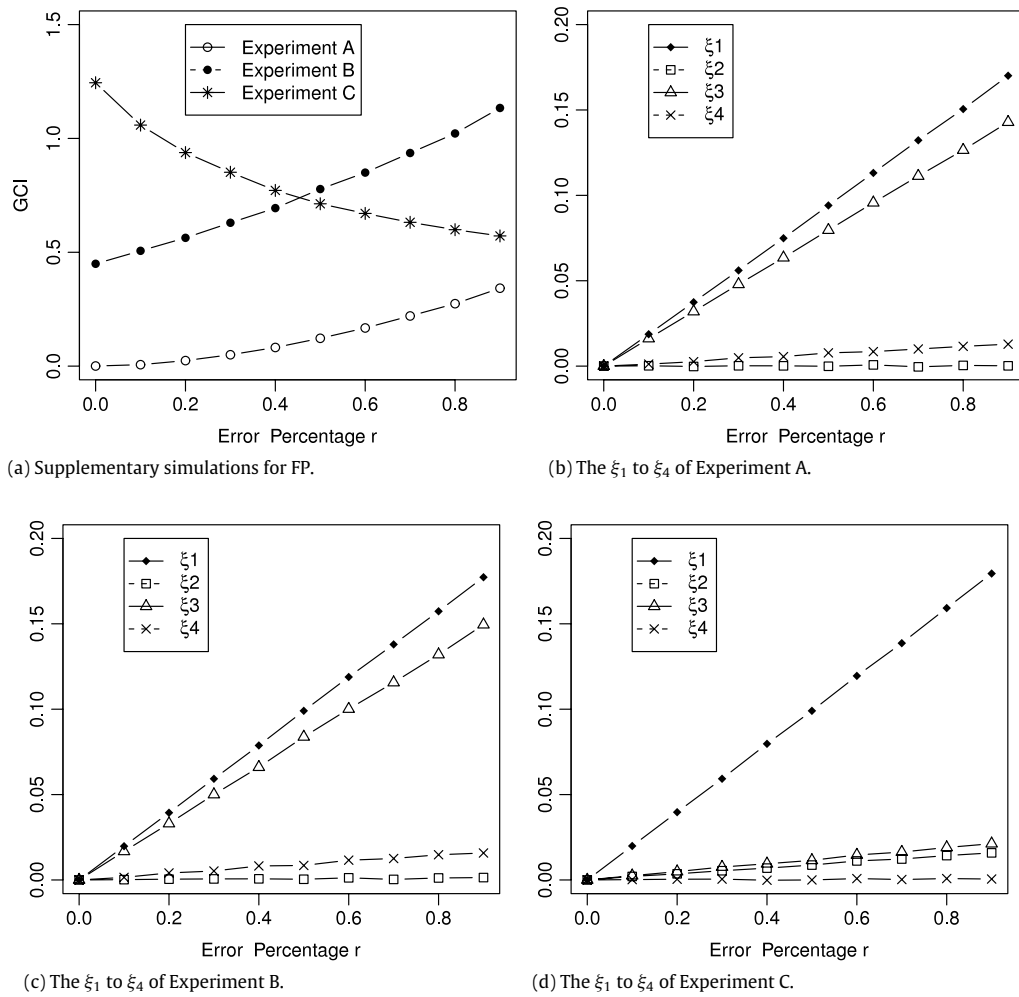 1.5
1.0
0.5
0.0
GCI
Experiment A
Experiment B
Experiment C
0.0 0.2 0.4 0.6 0.8
Error Percentage r
(a) Supplementary simulations for FP.
0.20
0.15
0.10
0.05
0.00
ξ1
ξ2
ξ3
ξ4
0.0 0.2 0.4 0.6 0.8
Error Percentage r
(b) The ξ1 to ξ4 of Experiment A.
0.20
0.15
0.10
0.05
0.00
ξ1
ξ2
ξ3
ξ4
0.0 0.2 0.4 0.6 0.8
Error Percentage r
(c) The ξ1 to ξ4 of Experiment B.
0.20
0.15
0.10
0.05
0.00
ξ1
ξ2
ξ3
ξ4
0.0 0.2 0.4 0.6 0.8
Error Percentage r
(d) The ξ1 to ξ4 of Experiment C.